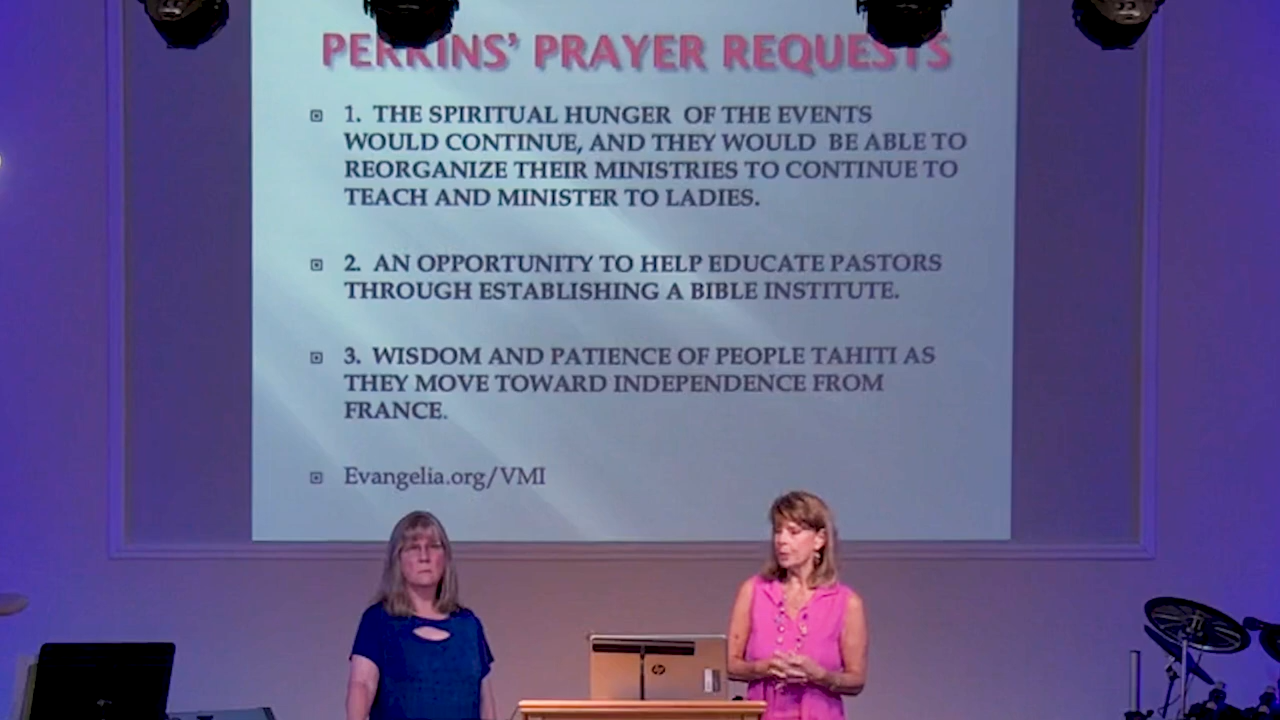 PERKINS' PRAYER REQUESTS
1. THE SPIRITUAL HUNGER OF THE EVENTS
WOULD CONTINUE, AND THEY WOULD BE ABLE TO
REORGANIZE THEIR MINISTRIES TO CONTINUE TO
TEACH AND MINISTER TO LADIES.
2. AN OPPORTUNITY TO HELP EDUCATE PASTORS
THROUGH ESTABLISHING A BIBLE INSTITUTE.
3. WISDOM AND PATIENCE OF PEOPLE TAHITI AS
THEY MOVE TOWARD INDEPENDENCE FROM
FRANCE.
Evangelia.org/VMI
hp